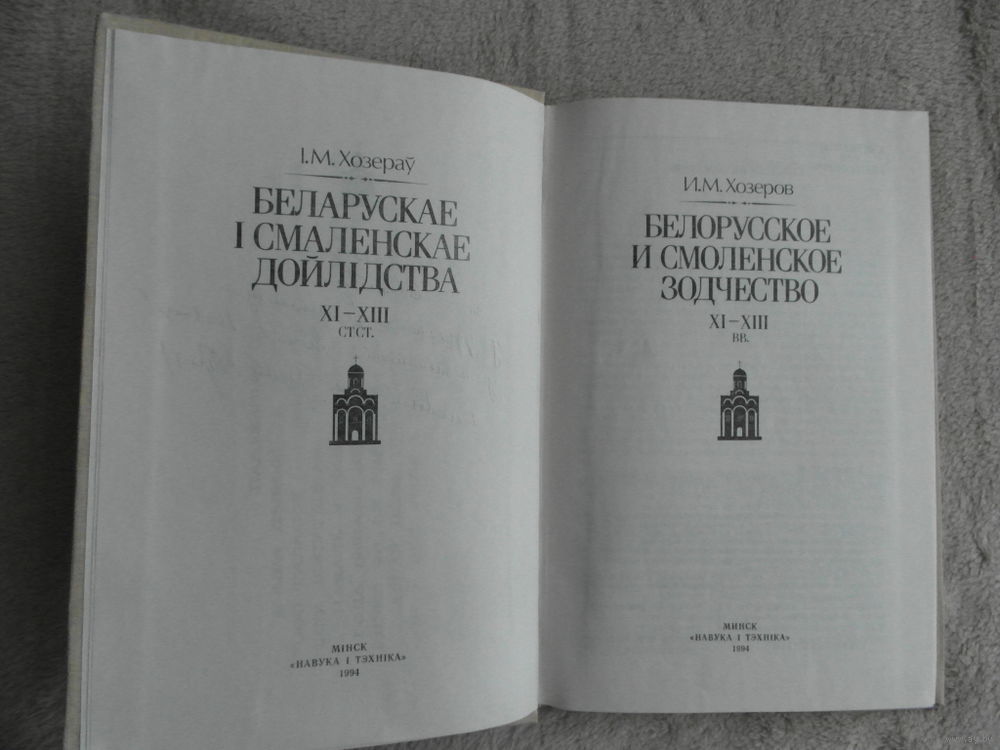 І.М. Хозераў
БЕЛАРУСКАЕ
І СМАЛЕНСКАЕ
ДОЙЛІДСТВА
XI–XIII
СТСТ.
МІНСК
«НАВУКА І ТЭХНІКА»
1994
И.М. Хозеров
БЕЛОРУССКОЕ
И СМОЛЕНСКОЕ
ЗОДЧЕСТВО
XI–XIII
ВВ.
МИНСК
«НАВУКА І ТЭХНІКА»
1994